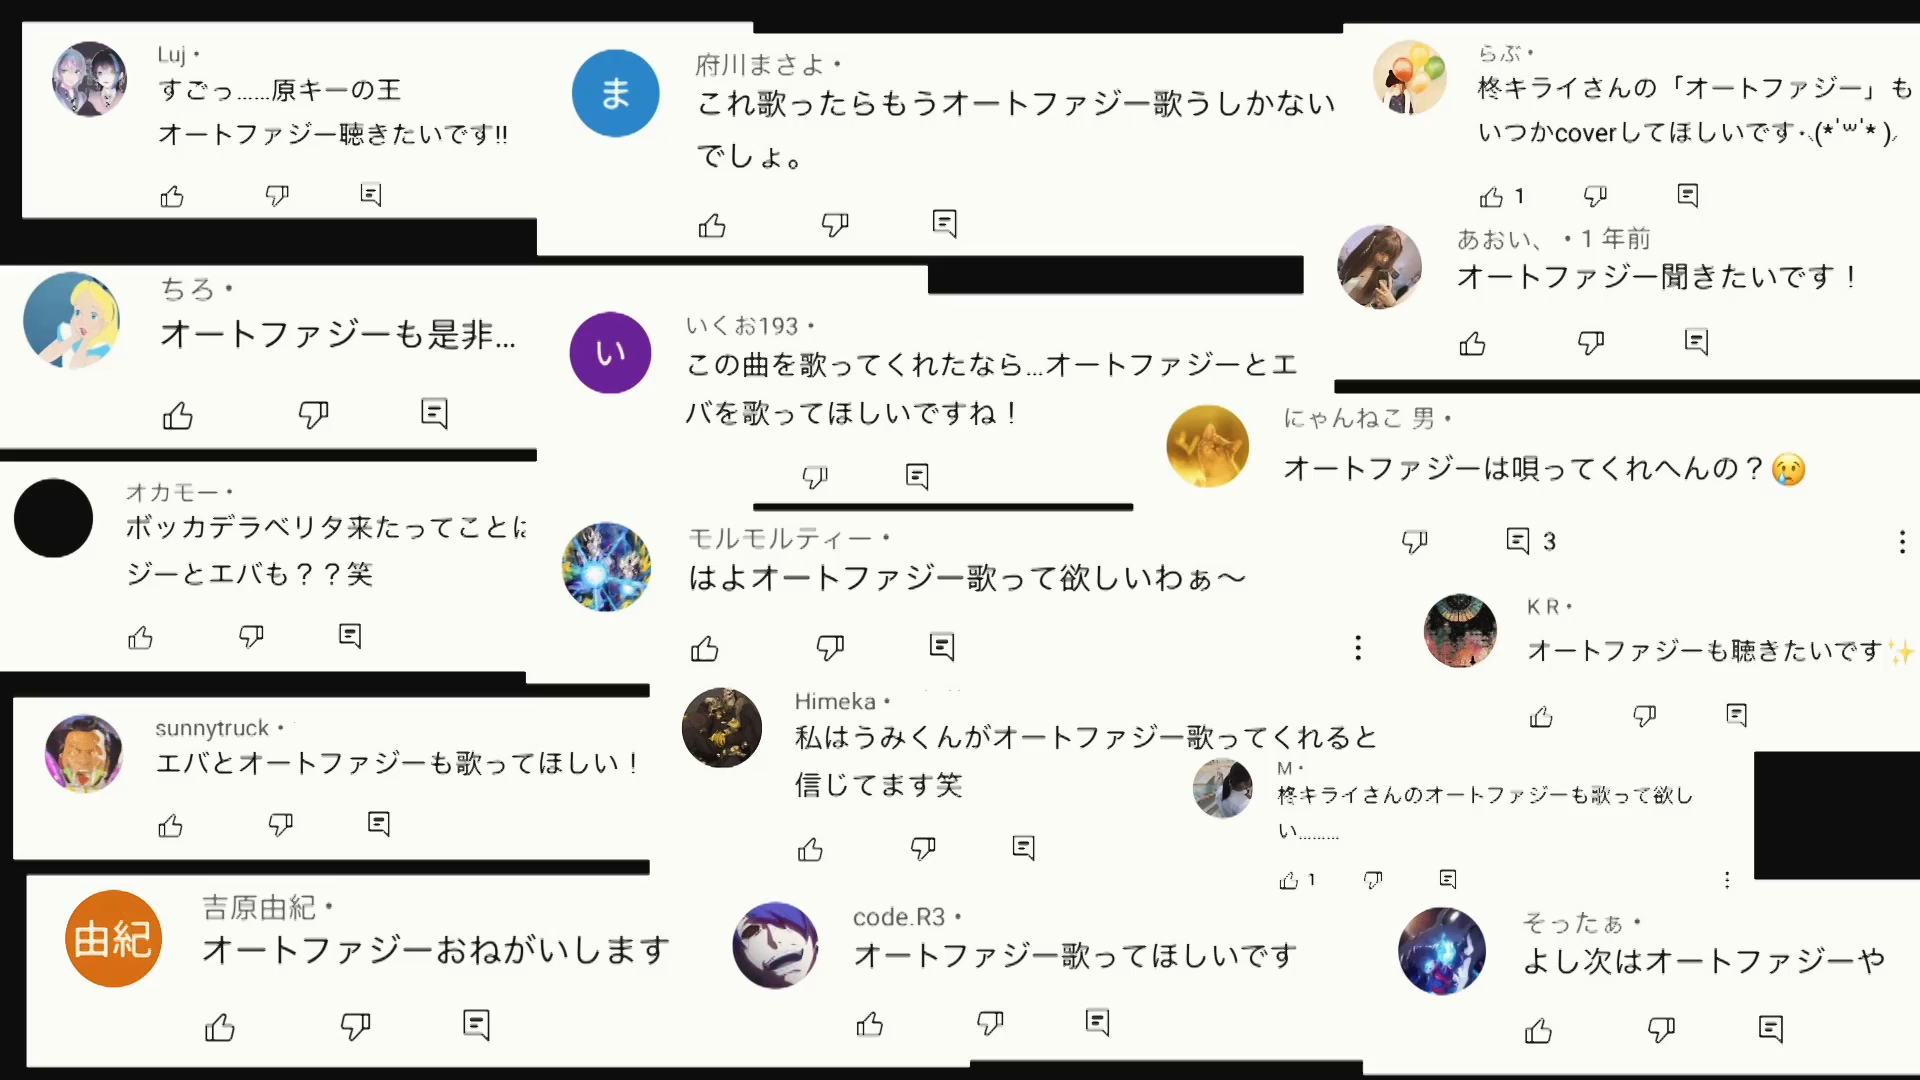 Luj・
すごっ......原キーの王
オートファジー聴きたいです!!
ま
府川まさよ・
これ歌ったらもうオートファジー歌うしかない
でしょ。
らぶ・
柊キライさんの「オートファジー」も
いつかcoverしてほしいです
1
あおい、・1 年前
オートファジー聞きたいです！
ちろ・
オートファジーも是非...
い
いくお193・
この曲を歌ってくれたなら...オートファジーとエ
バを歌ってほしいですね！
にゃんねこ 男・
オートファジーは唄ってくれへんの？😢
3
オカモー・
ボッカデラベリタ来たってことは
ジーとエバも？？笑
モルモルティー・
はよオートファジー歌って欲しいわぁ〜
K R・
オートファジーも聴きたいです✨
sunnytruck・
エバとオートファジーも歌ってほしい！
Himeka・
私はうみくんがオートファジー歌ってくれると
信じてます笑
M・
柊キライさんのオートファジーも歌って欲し
い.........
1
由紀
吉原由紀・
オートファジーおねがいします
code.R3・
オートファジー歌ってほしいです
そったぁ・
よし次はオートファジーや